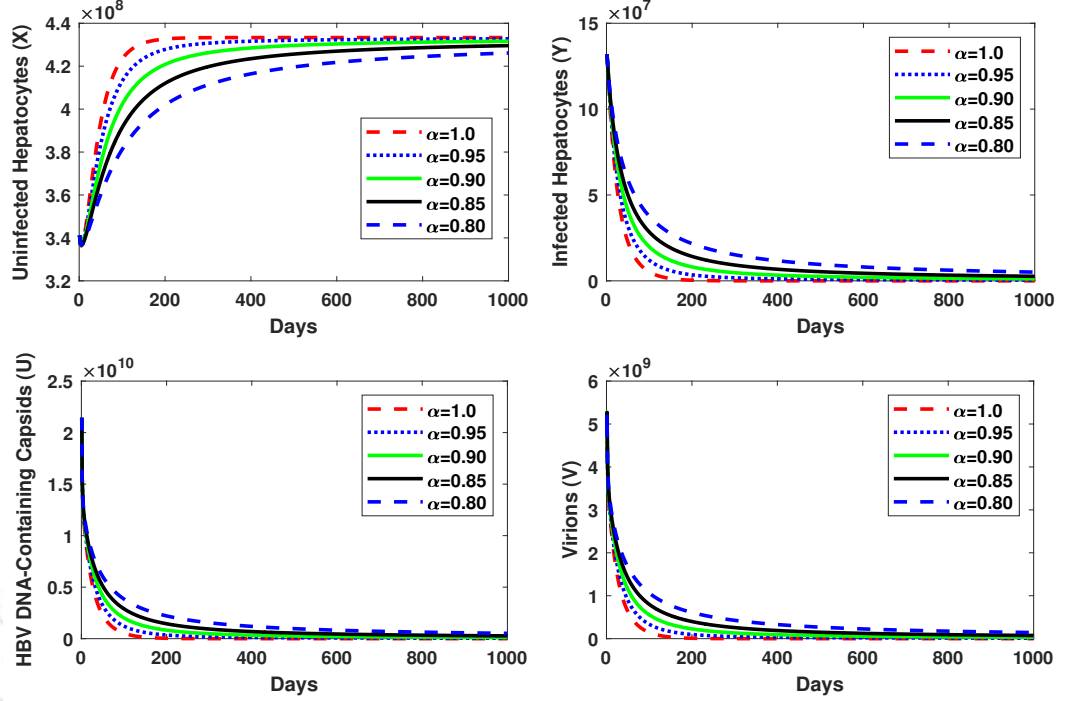 ×10^8
Uninfected Hepatocytes (X)
4.4
4.2
4
3.8
3.6
3.4
3.2
0 200 400 600 800 1000
Days
α=1.0
α=0.95
α=0.90
α=0.85
α=0.80
×10^7
Infected Hepatocytes (Y)
15
10
5
0
0 200 400 600 800 1000
Days
α=1.0
α=0.95
α=0.90
α=0.85
α=0.80
×10^10
HBV DNA-Containing Capsids (U)
2.5
2
1.5
1
0.5
0
0 200 400 600 800 1000
Days
α=1.0
α=0.95
α=0.90
α=0.85
α=0.80
×10^9
Virions (V)
6
5
4
3
2
1
0
0 200 400 600 800 1000
Days
α=1.0
α=0.95
α=0.90
α=0.85
α=0.80